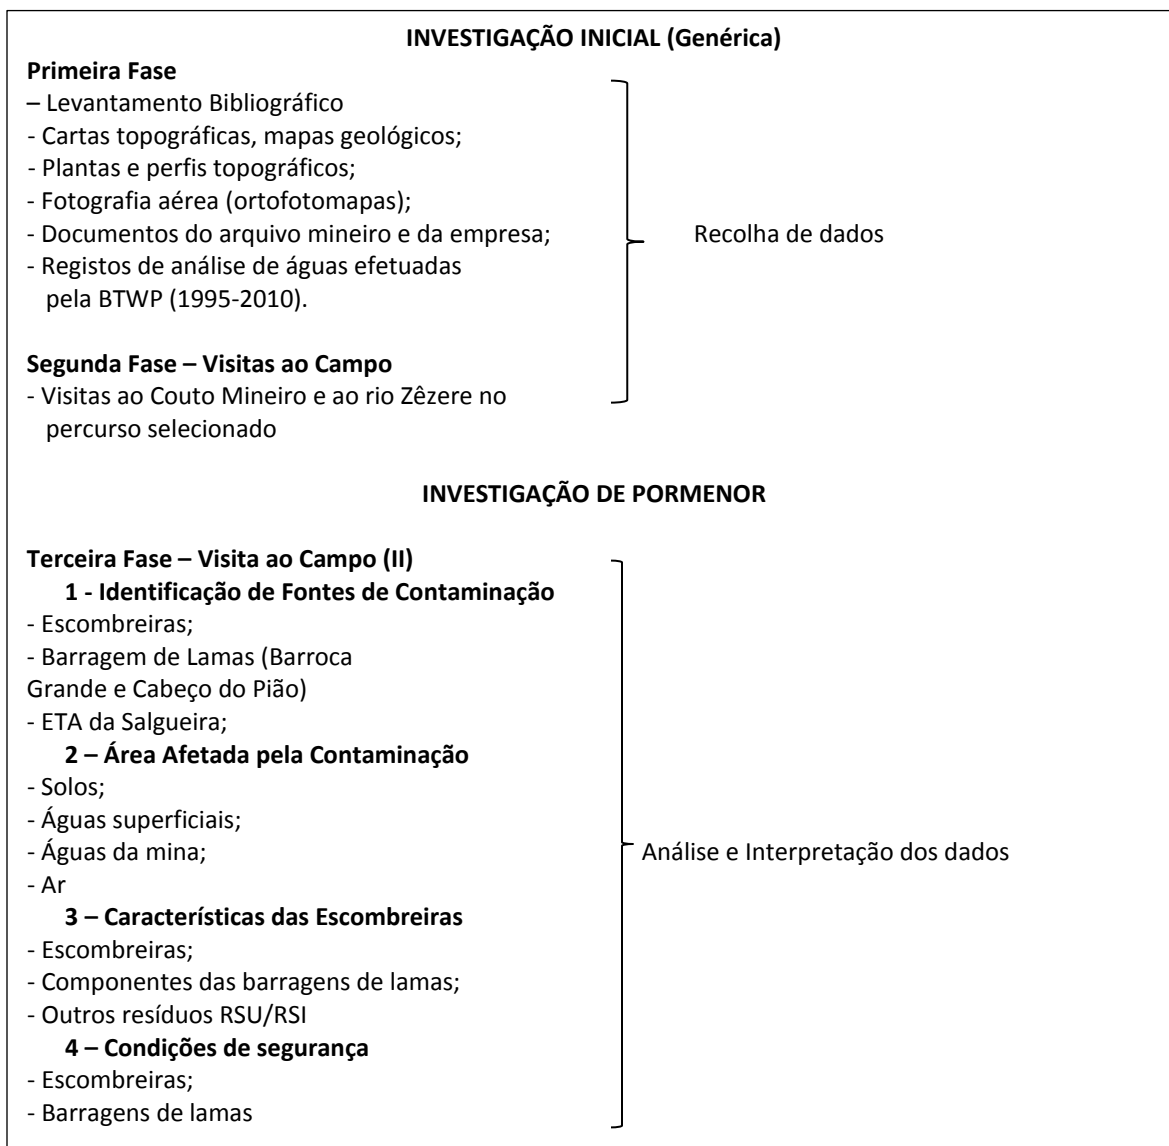 INVESTIGAÇÃO INICIAL (Genérica)
Primeira Fase
– Levantamento Bibliográfico
- Cartas topográficas, mapas geológicos;
- Plantas e perfis topográficos;
- Fotografia aérea (ortofotomapas);
- Documentos do arquivo mineiro e da empresa;
- Registos de análise de águas efetuadas
pela BTWP (1995-2010).
Recolha de dados
Segunda Fase – Visitas ao Campo
- Visitas ao Couto Mineiro e ao rio Zêzere no
percurso selecionado
INVESTIGAÇÃO DE PORMENOR
Terceira Fase – Visita ao Campo (II)
1 - Identificação de Fontes de Contaminação
- Escombreiras;
- Barragem de Lamas (Barroca
Grande e Cabeço do Pião)
- ETA da Salgueira;
2 – Área Afetada pela Contaminação
- Solos;
- Águas superficiais;
- Águas da mina;
- Ar
3 – Características das Escombreiras
- Escombreiras;
- Componentes das barragens de lamas;
- Outros resíduos RSU/RSI
4 – Condições de segurança
- Escombreiras;
- Barragens de lamas
Análise e Interpretação dos dados